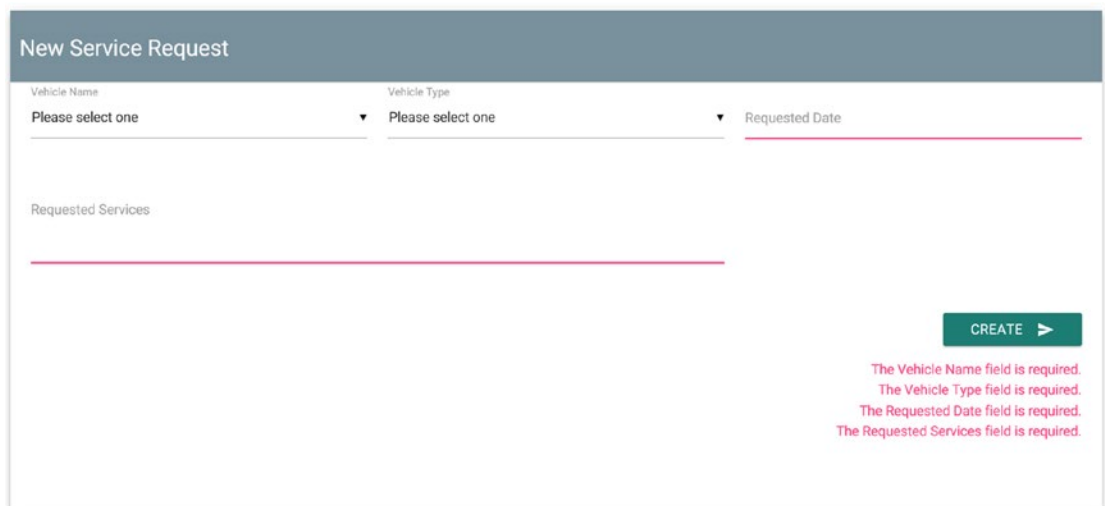 New Service Request
Vehicle Name
Vehicle Type
Please select one
Please select one
Requested Date
Requested Services
CREATE
The Vehicle Name field is required.
The Vehicle Type field is required.
The Requested Date field is required.
The Requested Services field is required.